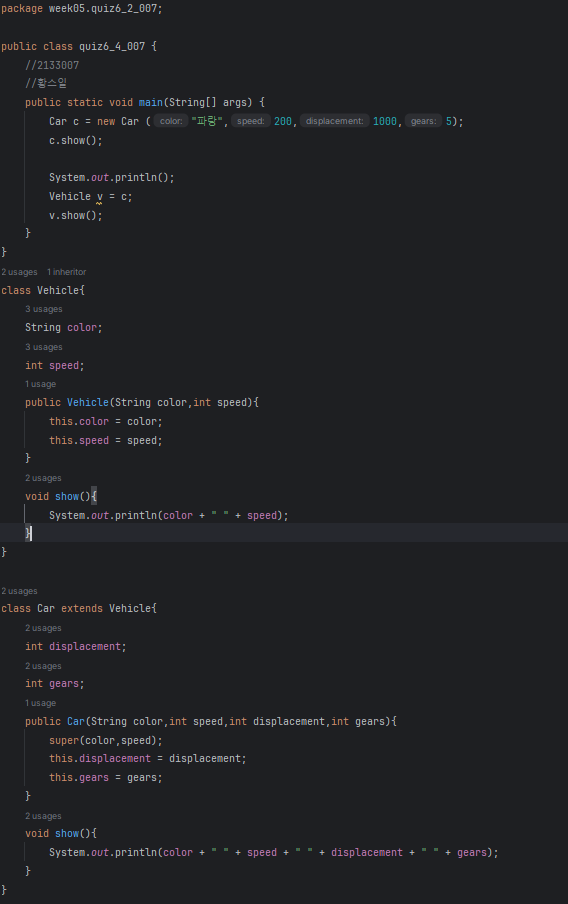 package week05.quiz6_2_007;
public class quiz6_4_007 {
//2133007
//황스일
public static void main(String[] args) {
Car c = new Car ( color: "파랑", speed: 200, displacement: 1000, gears: 5);
c.show();
System.out.println();
Vehicle v = c;
v.show();
}
}
2 usages 1 inheritor
class Vehicle{
3 usages
String color;
3 usages
int speed;
1 usage
public Vehicle(String color,int speed){
this.color = color;
this.speed = speed;
}
2 usages
void show(){
System.out.println(color + " " + speed);
}
}
2 usages
class Car extends Vehicle{
2 usages
int displacement;
2 usages
int gears;
1 usage
public Car(String color,int speed,int displacement,int gears){
super(color,speed);
this.displacement = displacement;
this.gears = gears;
}
2 usages
void show(){
System.out.println(color + " " + speed + " " + displacement + " " + gears);
}
}